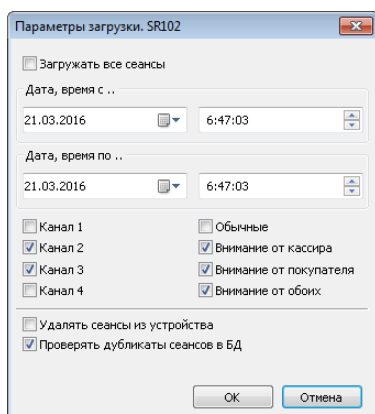 Параметры загрузки. SR102
Загружать все сеансы
Дата, время с ..
21.03.2016 6:47:03
Дата, время по ..
21.03.2016 6:47:03
Канал 1 Обычные
Канал 2 Внимание от кассира
Канал 3 Внимание от покупателя
Канал 4 Внимание от обоих
Удалять сеансы из устройства
Проверять дубликаты сеансов в БД
OK Отмена